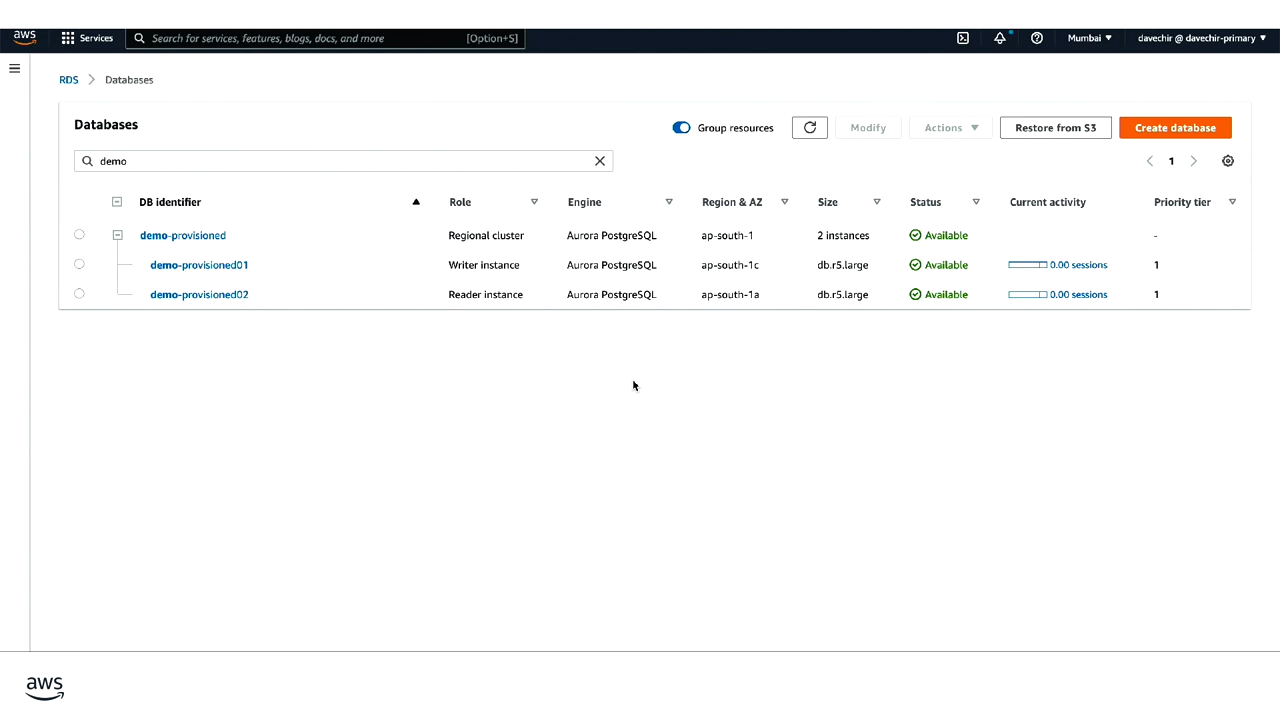 aws Services Search for services, features, blogs, docs, and more [Option+S] Mumbai ▼ davechir @ davechir-primary ▼
RDS > Databases
Databases Group resources Modify Actions ▼ Restore from S3 Create database
demo 1
DB identifier Role Engine Region & AZ Size Status Current activity Priority tier
demo-provisioned Regional cluster Aurora PostgreSQL ap-south-1 2 instances Available -
demo-provisioned01 Writer instance Aurora PostgreSQL ap-south-1c db.r5.large Available 0.00 sessions 1
demo-provisioned02 Reader instance Aurora PostgreSQL ap-south-1a db.r5.large Available 0.00 sessions 1
aws